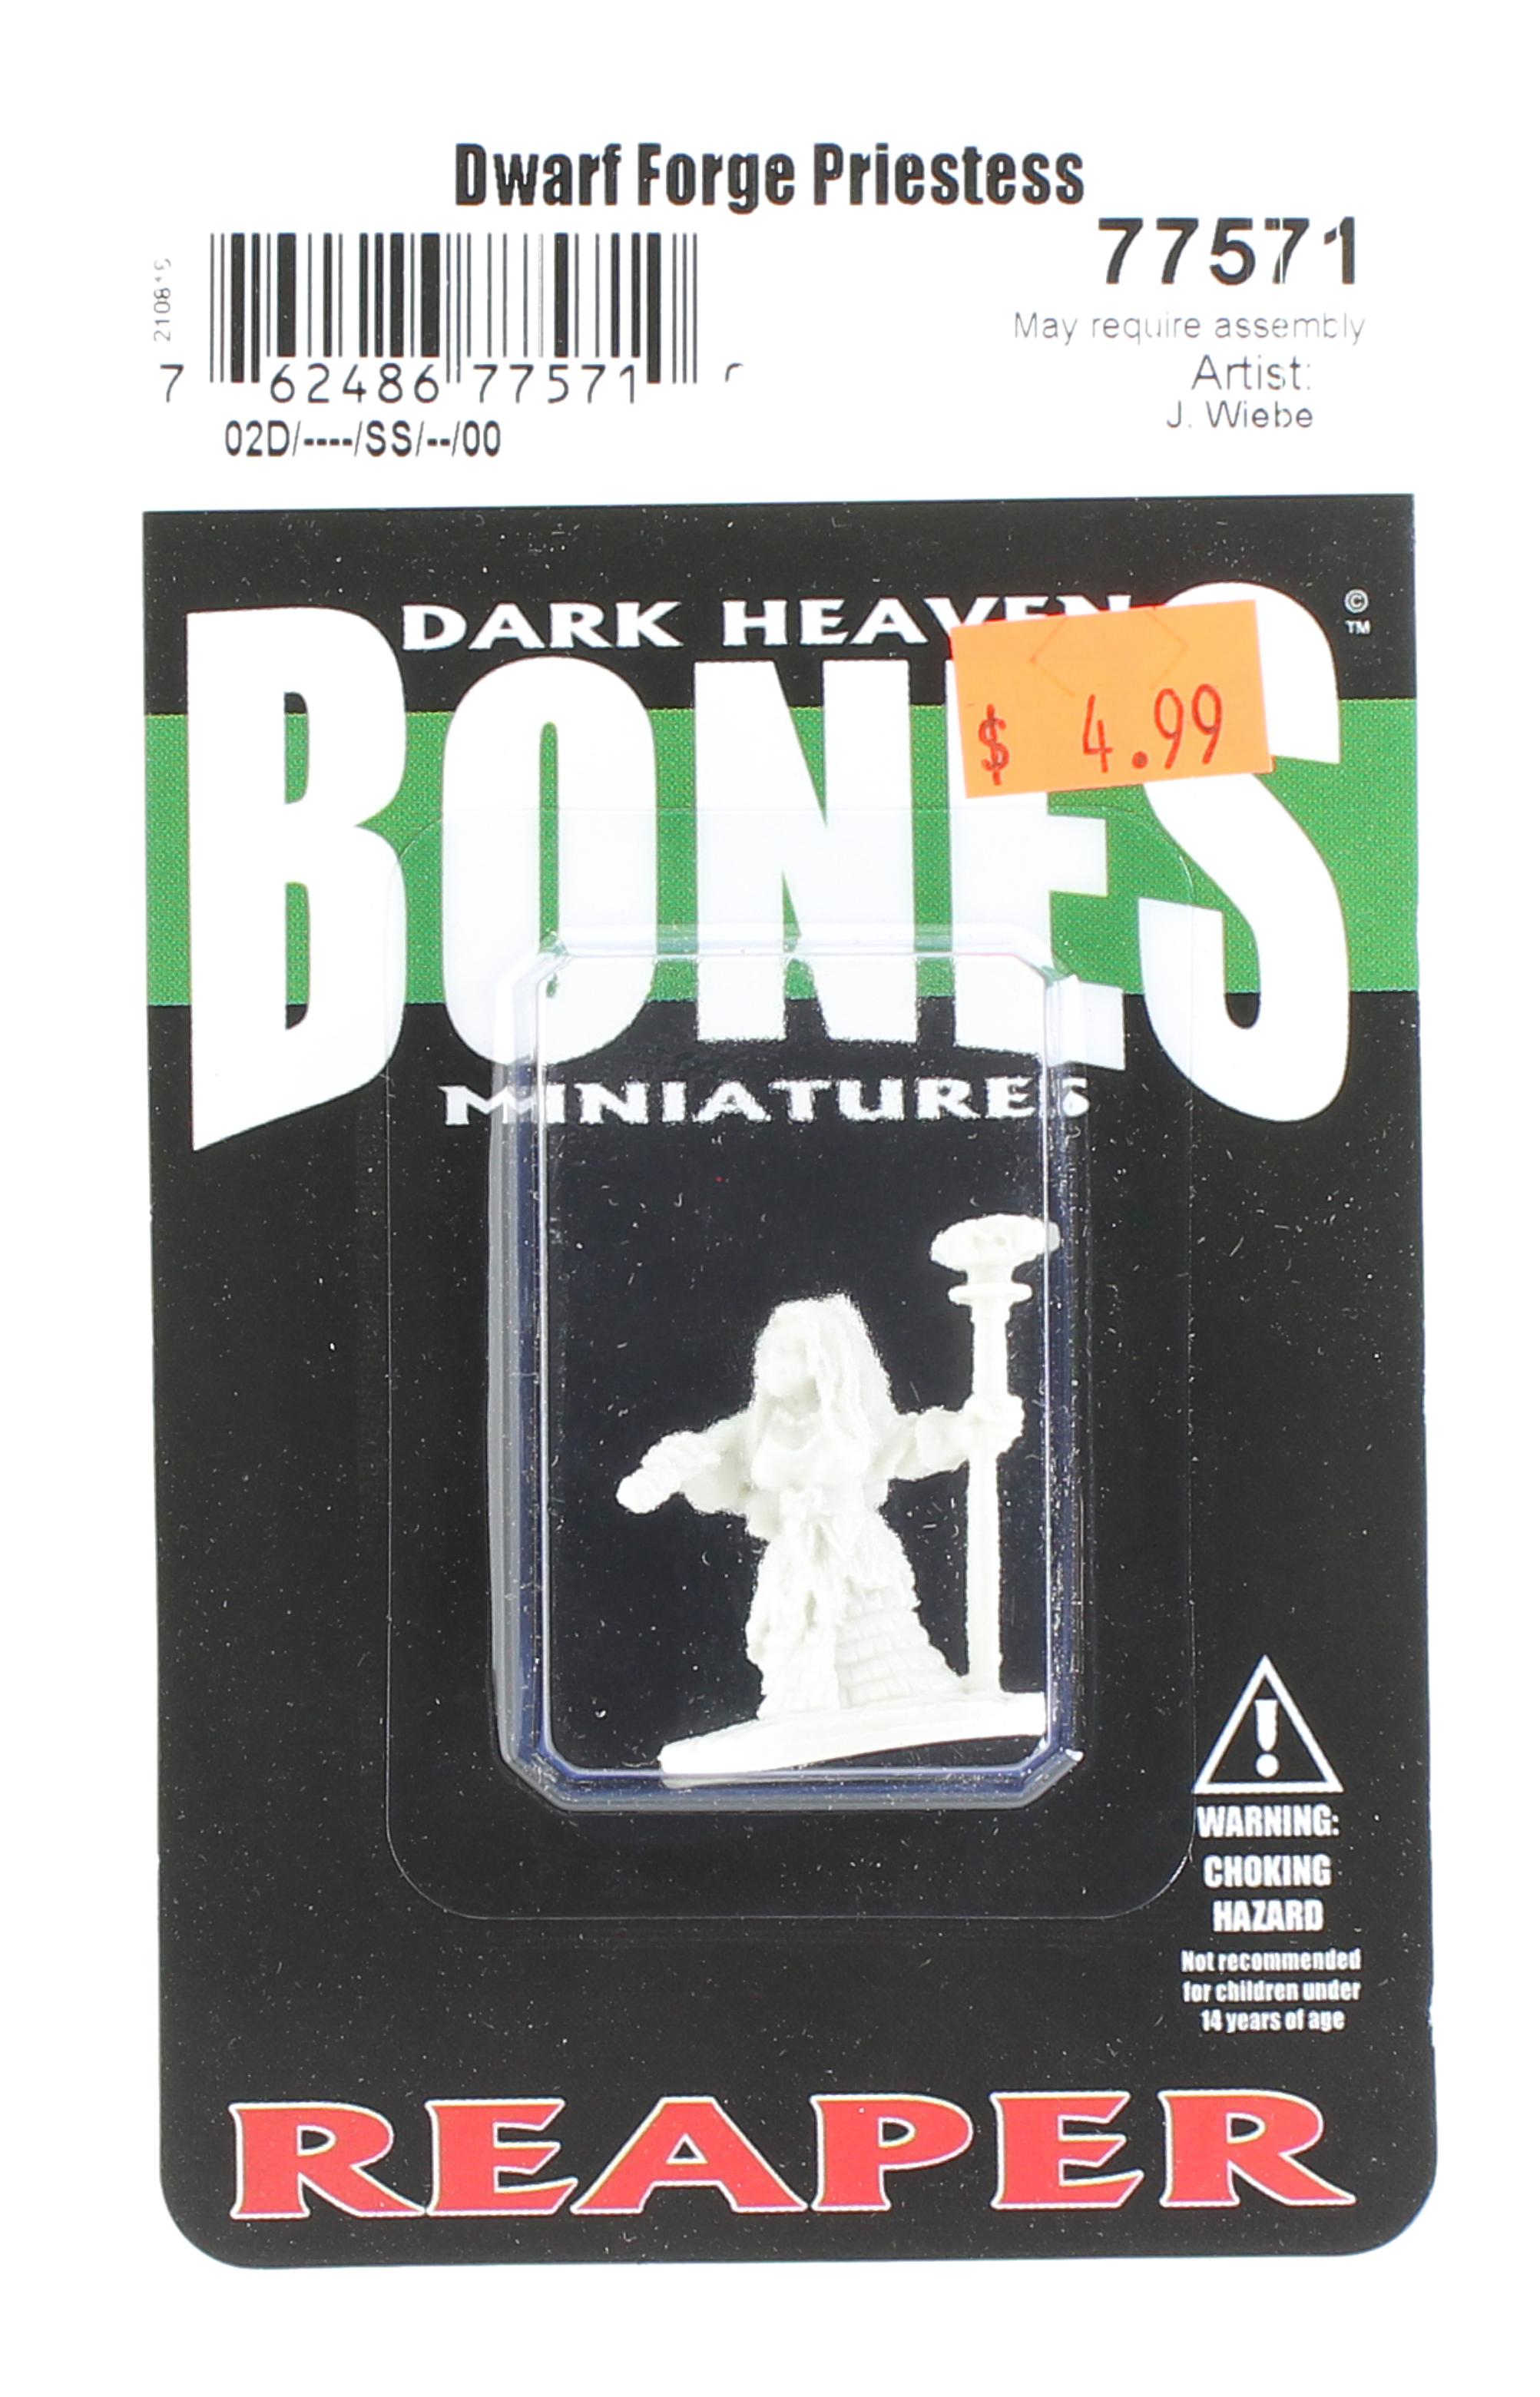 Dwarf Forge Priestess
77571
May require assembly
Artist:
J. Wiebe
7 62486 77571
02D/----/SS/--/00
DARK HEAVEN
©
TM
BONES
$ 4.99
MINIATURES
WARNING:
CHOKING
HAZARD
Not recommended
for children under
14 years of age
REAPER